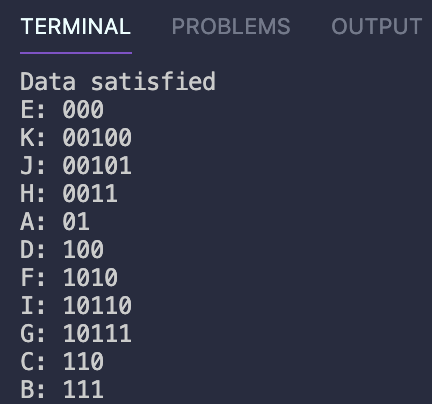 TERMINAL PROBLEMS OUTPUT
Data satisfied
E: 000
K: 00100
J: 00101
H: 0011
A: 01
D: 100
F: 1010
I: 10110
G: 10111
C: 110
B: 111